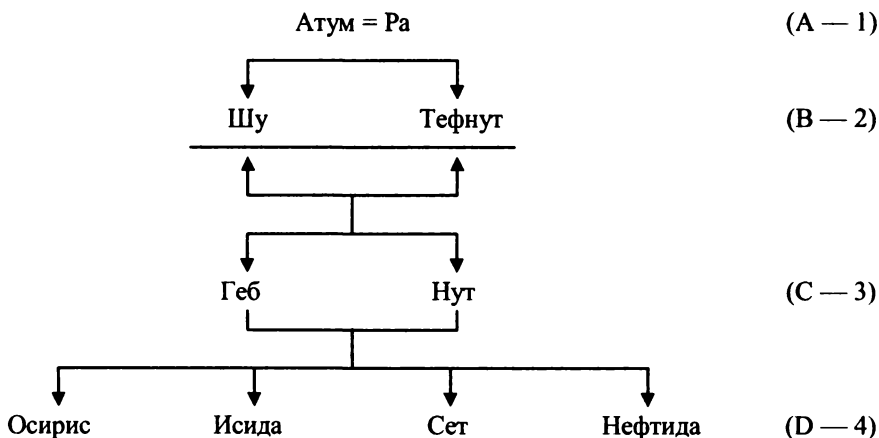 Атум = Ра (A — 1)
Шу Тефнут (B — 2)
Геб Нут (C — 3)
Осирис Исида Сет Нефтида (D — 4)